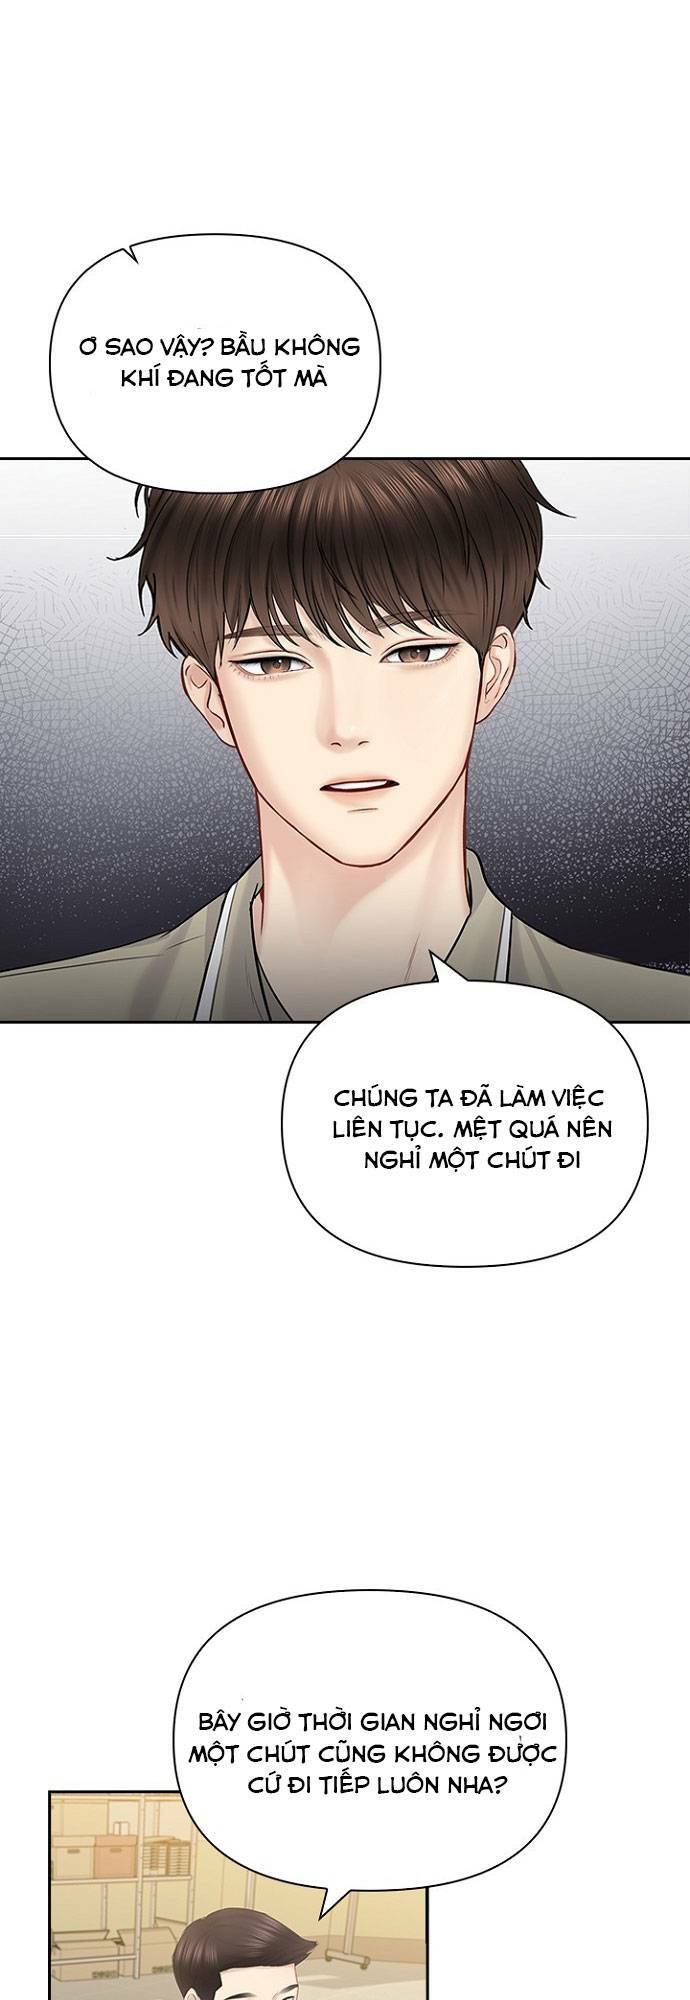 Ơ SAO VẬY? BẦU KHÔNG
KHÍ ĐANG TỐT MÀ
CHÚNG TA ĐÃ LÀM VIỆC
LIÊN TỤC. MỆT QUÁ NÊN
NGHỈ MỘT CHÚT ĐI
BÂY GIỜ THỜI GIAN NGHỈ NGƠI
MỘT CHÚT CŨNG KHÔNG ĐƯỢC
CỨ ĐI TIẾP LUÔN NHA?